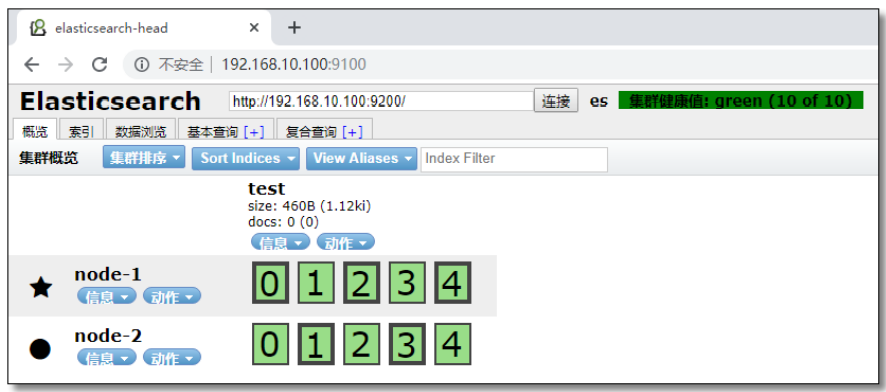 elasticsearch-head × +
不安全 | 192.168.10.100:9100
Elasticsearch http://192.168.10.100:9200/ 连接 es 集群健康值: green (10 of 10)
概览 索引 数据浏览 基本查询 [+] 复合查询 [+]
集群概览 集群排序 Sort Indices View Aliases Index Filter
test
size: 460B (1.12ki)
docs: 0 (0)
信息 动作
node-1 0 1 2 3 4
信息 动作
node-2 0 1 2 3 4
信息 动作